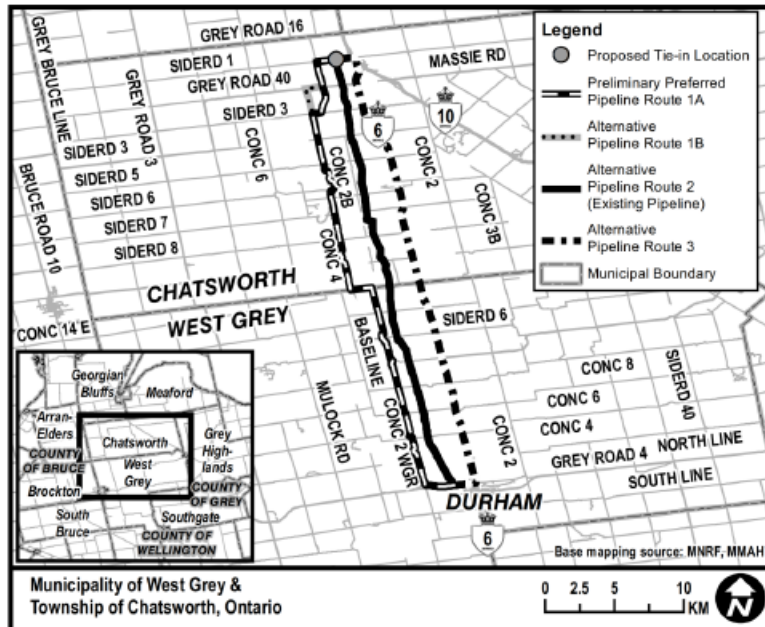 GREY ROAD 16
SIDERD 1
GREY ROAD 40
SIDERD 3
MASSIE RD
GREY BRUCE LINE
GREY ROAD 3
SIDERD 3
SIDERD 5
SIDERD 6
SIDERD 7
SIDERD 8
BRUCE ROAD 10
CONC 6
CONC 2B
CONC 4
6
10
CONC 2
CONC 3B
CHATSWORTH
WEST GREY
CONC 14 E
SIDERD 6
BASELINE
MULOCK RD
CONC 2 WGR
CONC 2
CONC 8
CONC 6
CONC 4
SIDERD 40
GREY ROAD 4
NORTH LINE
SOUTH LINE
DURHAM
6
Legend
Proposed Tie-in Location
Preliminary Preferred
Pipeline Route 1A
Alternative
Pipeline Route 1B
Alternative
Pipeline Route 2
(Existing Pipeline)
Alternative
Pipeline Route 3
Municipal Boundary
Georgian
Bluffs
Meaford
Arran-
Elders
Chatsworth
Grey
High-
lands
COUNTY
OF BRUCE
West
Grey
Brockton
COUNTY
OF GREY
South
Bruce
Southgate
COUNTY OF
WELLINGTON
Base mapping source: MNRF, MMAH
Municipality of West Grey &
Township of Chatsworth, Ontario
0 2.5 5 10
KM
N